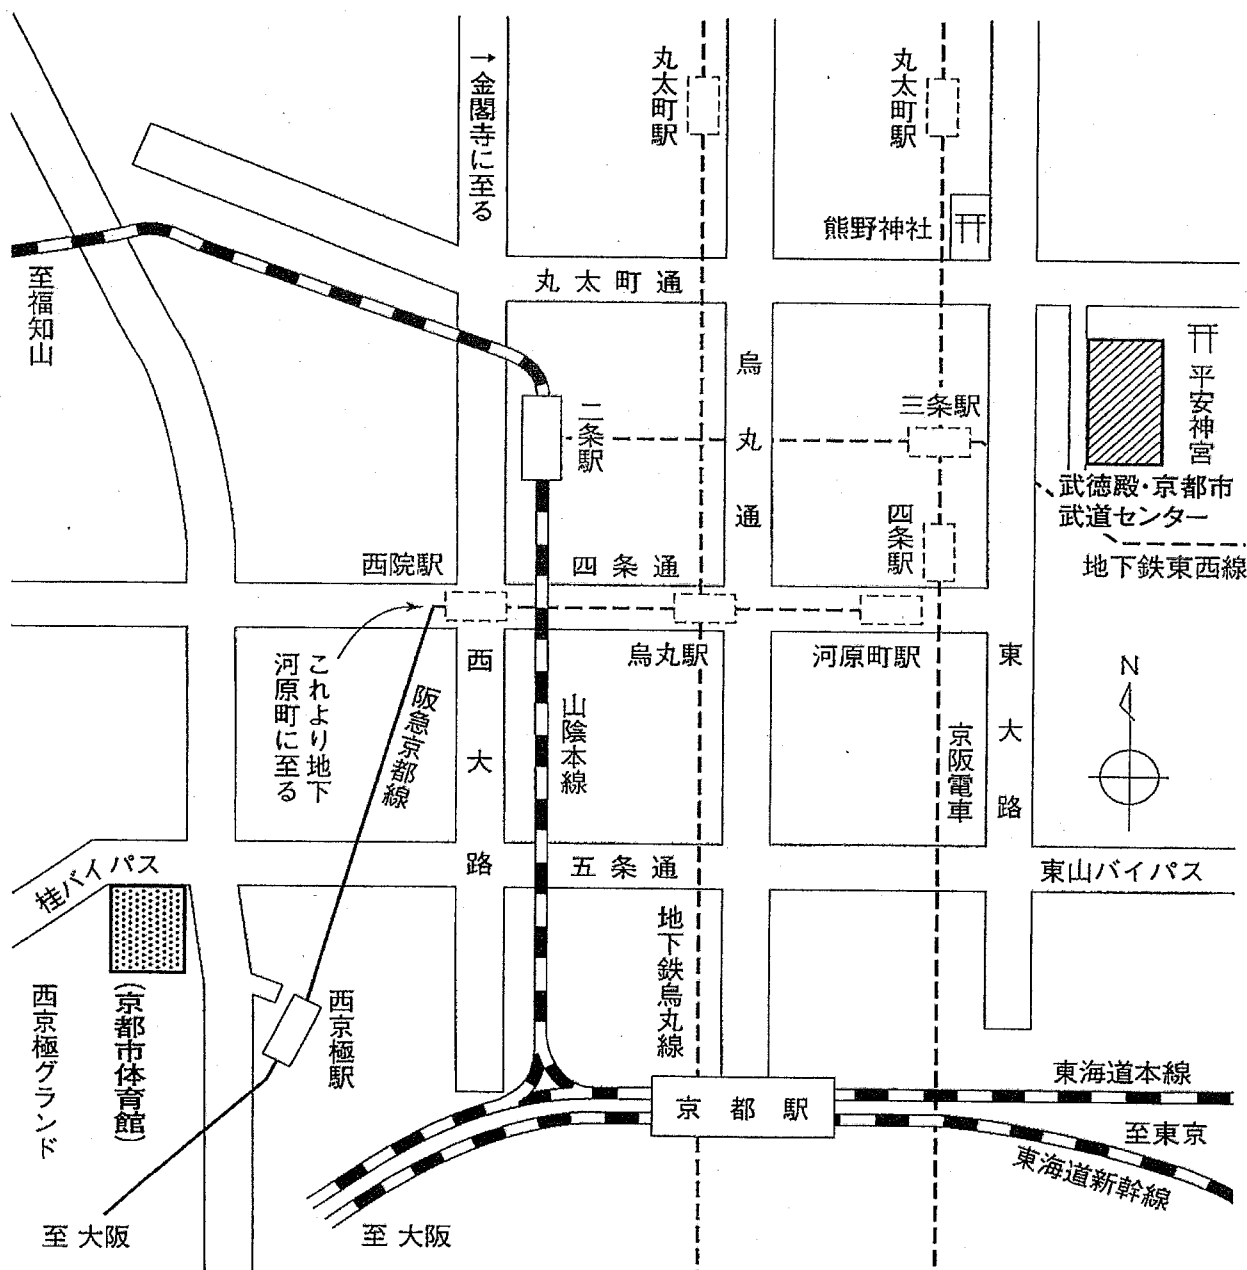 →金閣寺に至る
丸太町駅
丸太町駅
熊野神社
至福知山
丸太町通
烏丸通
平安神宮
二条駅
三条駅
武徳殿・京都市
武道センター
地下鉄東西線
四条駅
西院駅
四条通
烏丸駅
河原町駅
これより地下
河原町に至る
阪急京都線
西大路
山陰本線
京阪電車
東大路
N
桂バイパス
五条通
東山バイパス
地下鉄烏丸線
西京極グランド
(京都市体育館)
西京極駅
京都駅
東海道本線
至東京
東海道新幹線
至 大阪
至 大阪